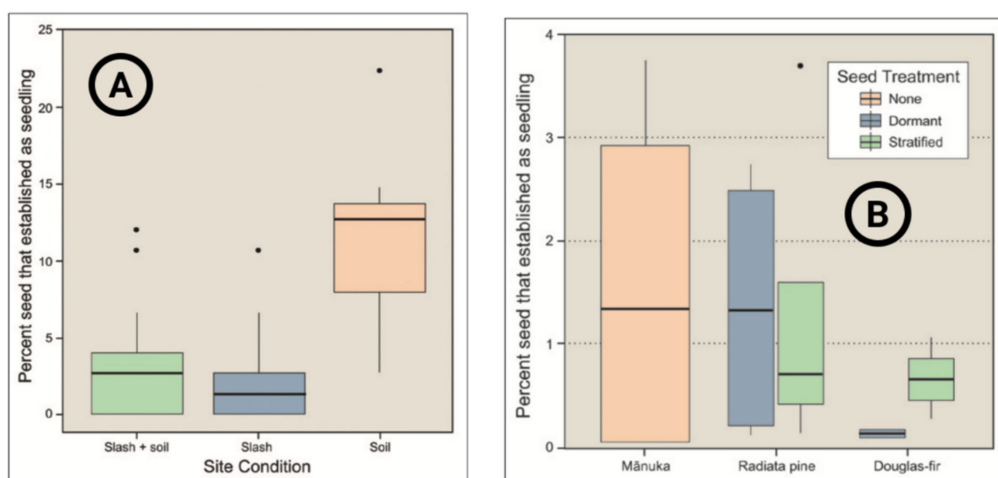 Percent seed that established as seedling
25
20
15
10
5
0
A
Slash + soil
Slash
Soil
Site Condition
Percent seed that established as seedling
4
3
2
1
0
Seed Treatment
None
Dormant
Stratified
B
Mānuka
Radiata pine
Douglas-fir